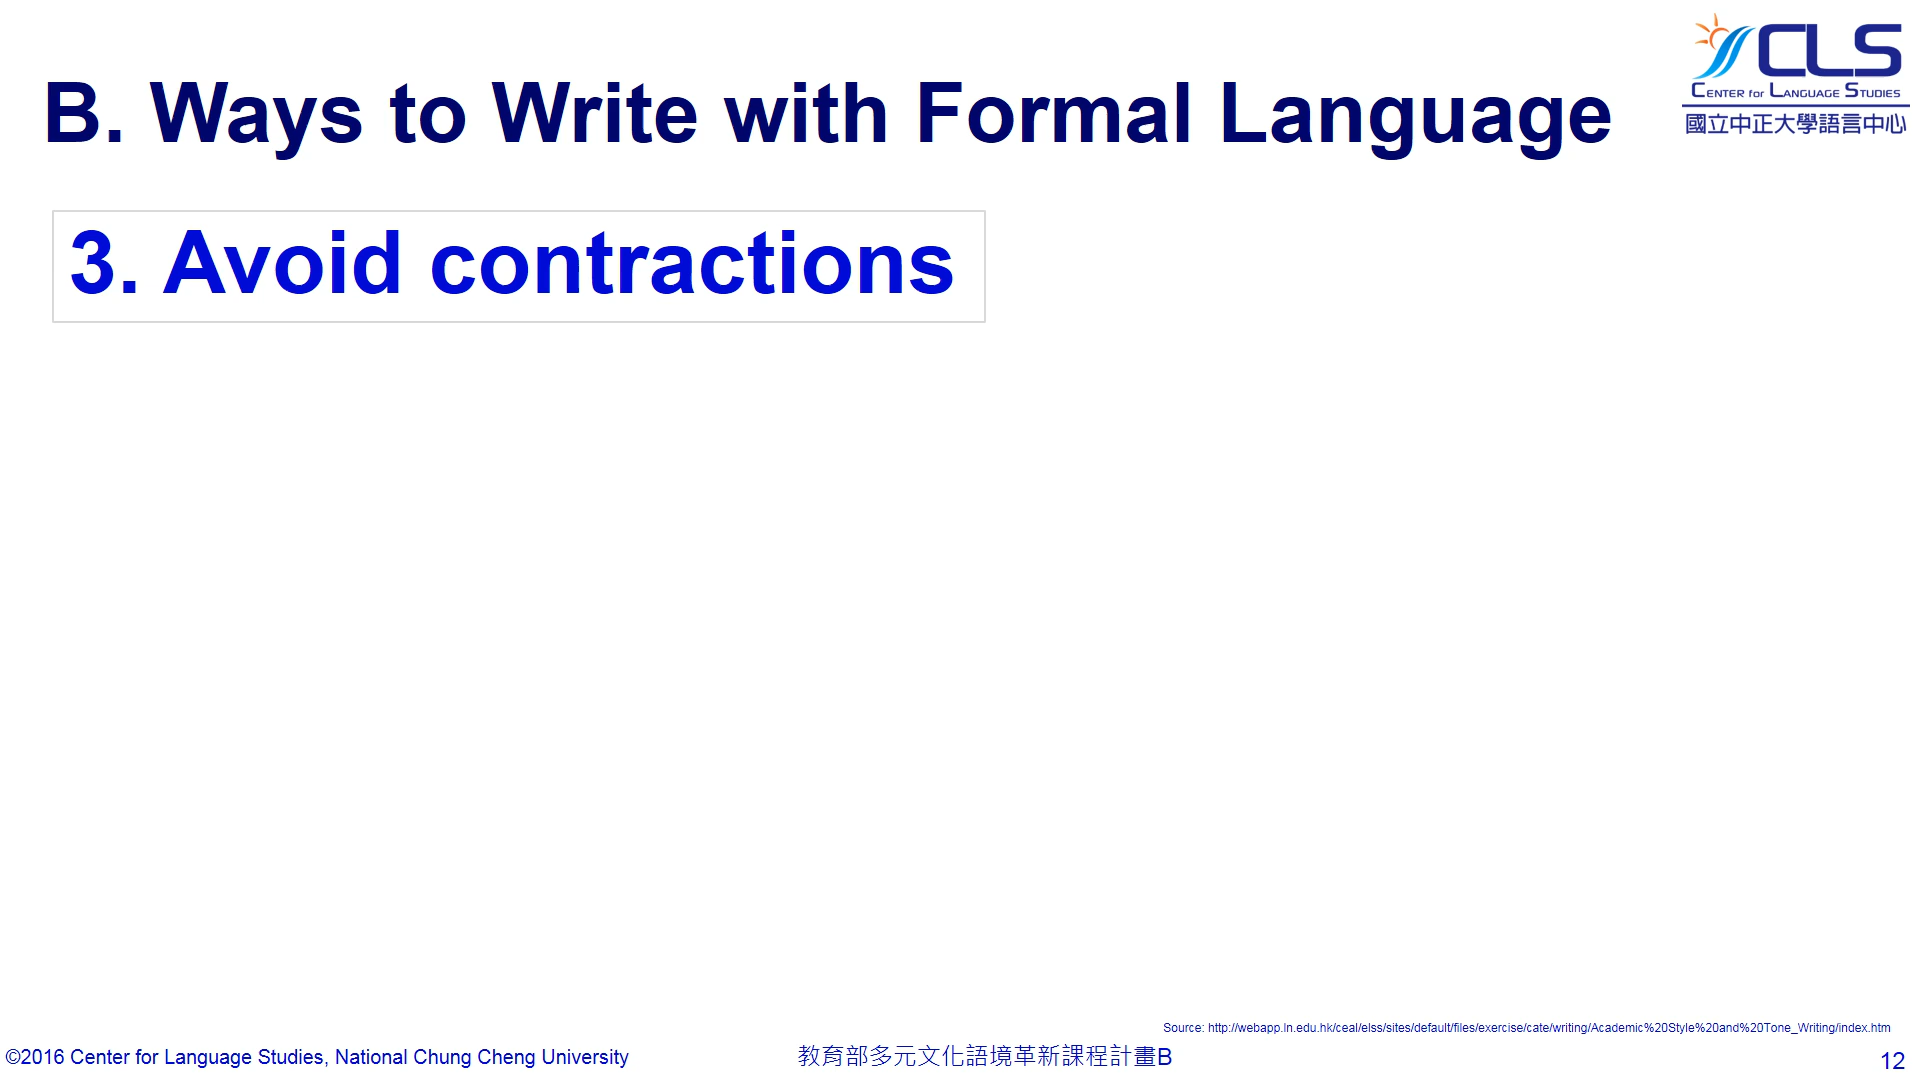 CLS
CENTER for LANGUAGE STUDIES
國立中正大學語言中心
B. Ways to Write with Formal Language
3. Avoid contractions
Source: http://webapp.ln.edu.hk/ceal/elss/sites/default/files/exercise/cate/writing/Academic%20Style%20and%20Tone_Writing/index.htm
©2016 Center for Language Studies, National Chung Cheng University
教育部多元文化語境革新課程計畫B
12